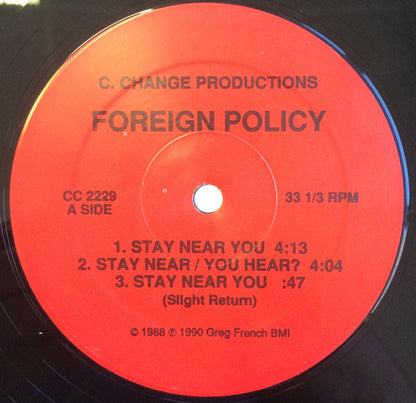 C. CHANGE PRODUCTIONS
FOREIGN POLICY
CC 2229 33 1/3 RPM
A SIDE
1. STAY NEAR YOU 4:13
2. STAY NEAR / YOU HEAR? 4:04
3. STAY NEAR YOU :47
(Slight Return)
© 1988 ℗ 1990 Greg French BMI